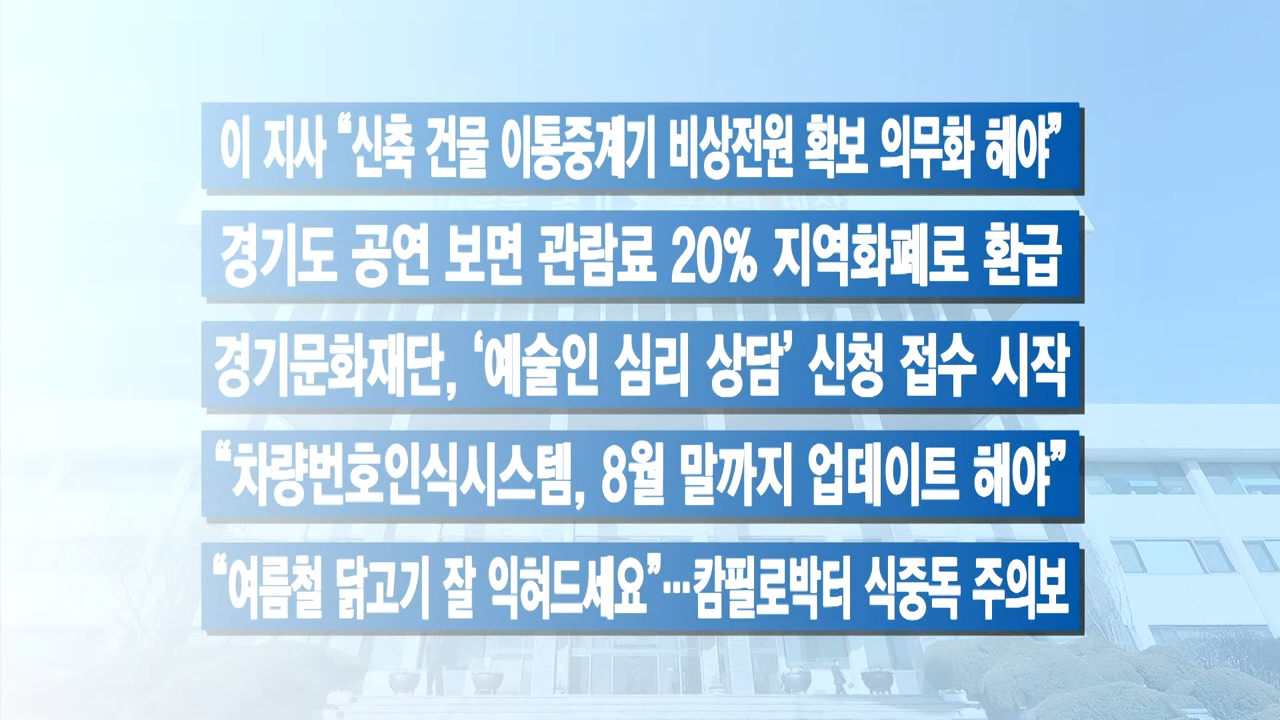 이 지사 “신축 건물 이통중계기 비상전원 확보 의무화 해야”
경기도 공연 보면 관람료 20% 지역화폐로 환급
경기문화재단, ‘예술인 심리 상담’ 신청 접수 시작
“차량번호인식시스템, 8월 말까지 업데이트 해야”
“여름철 닭고기 잘 익혀드세요”…캄필로박터 식중독 주의보